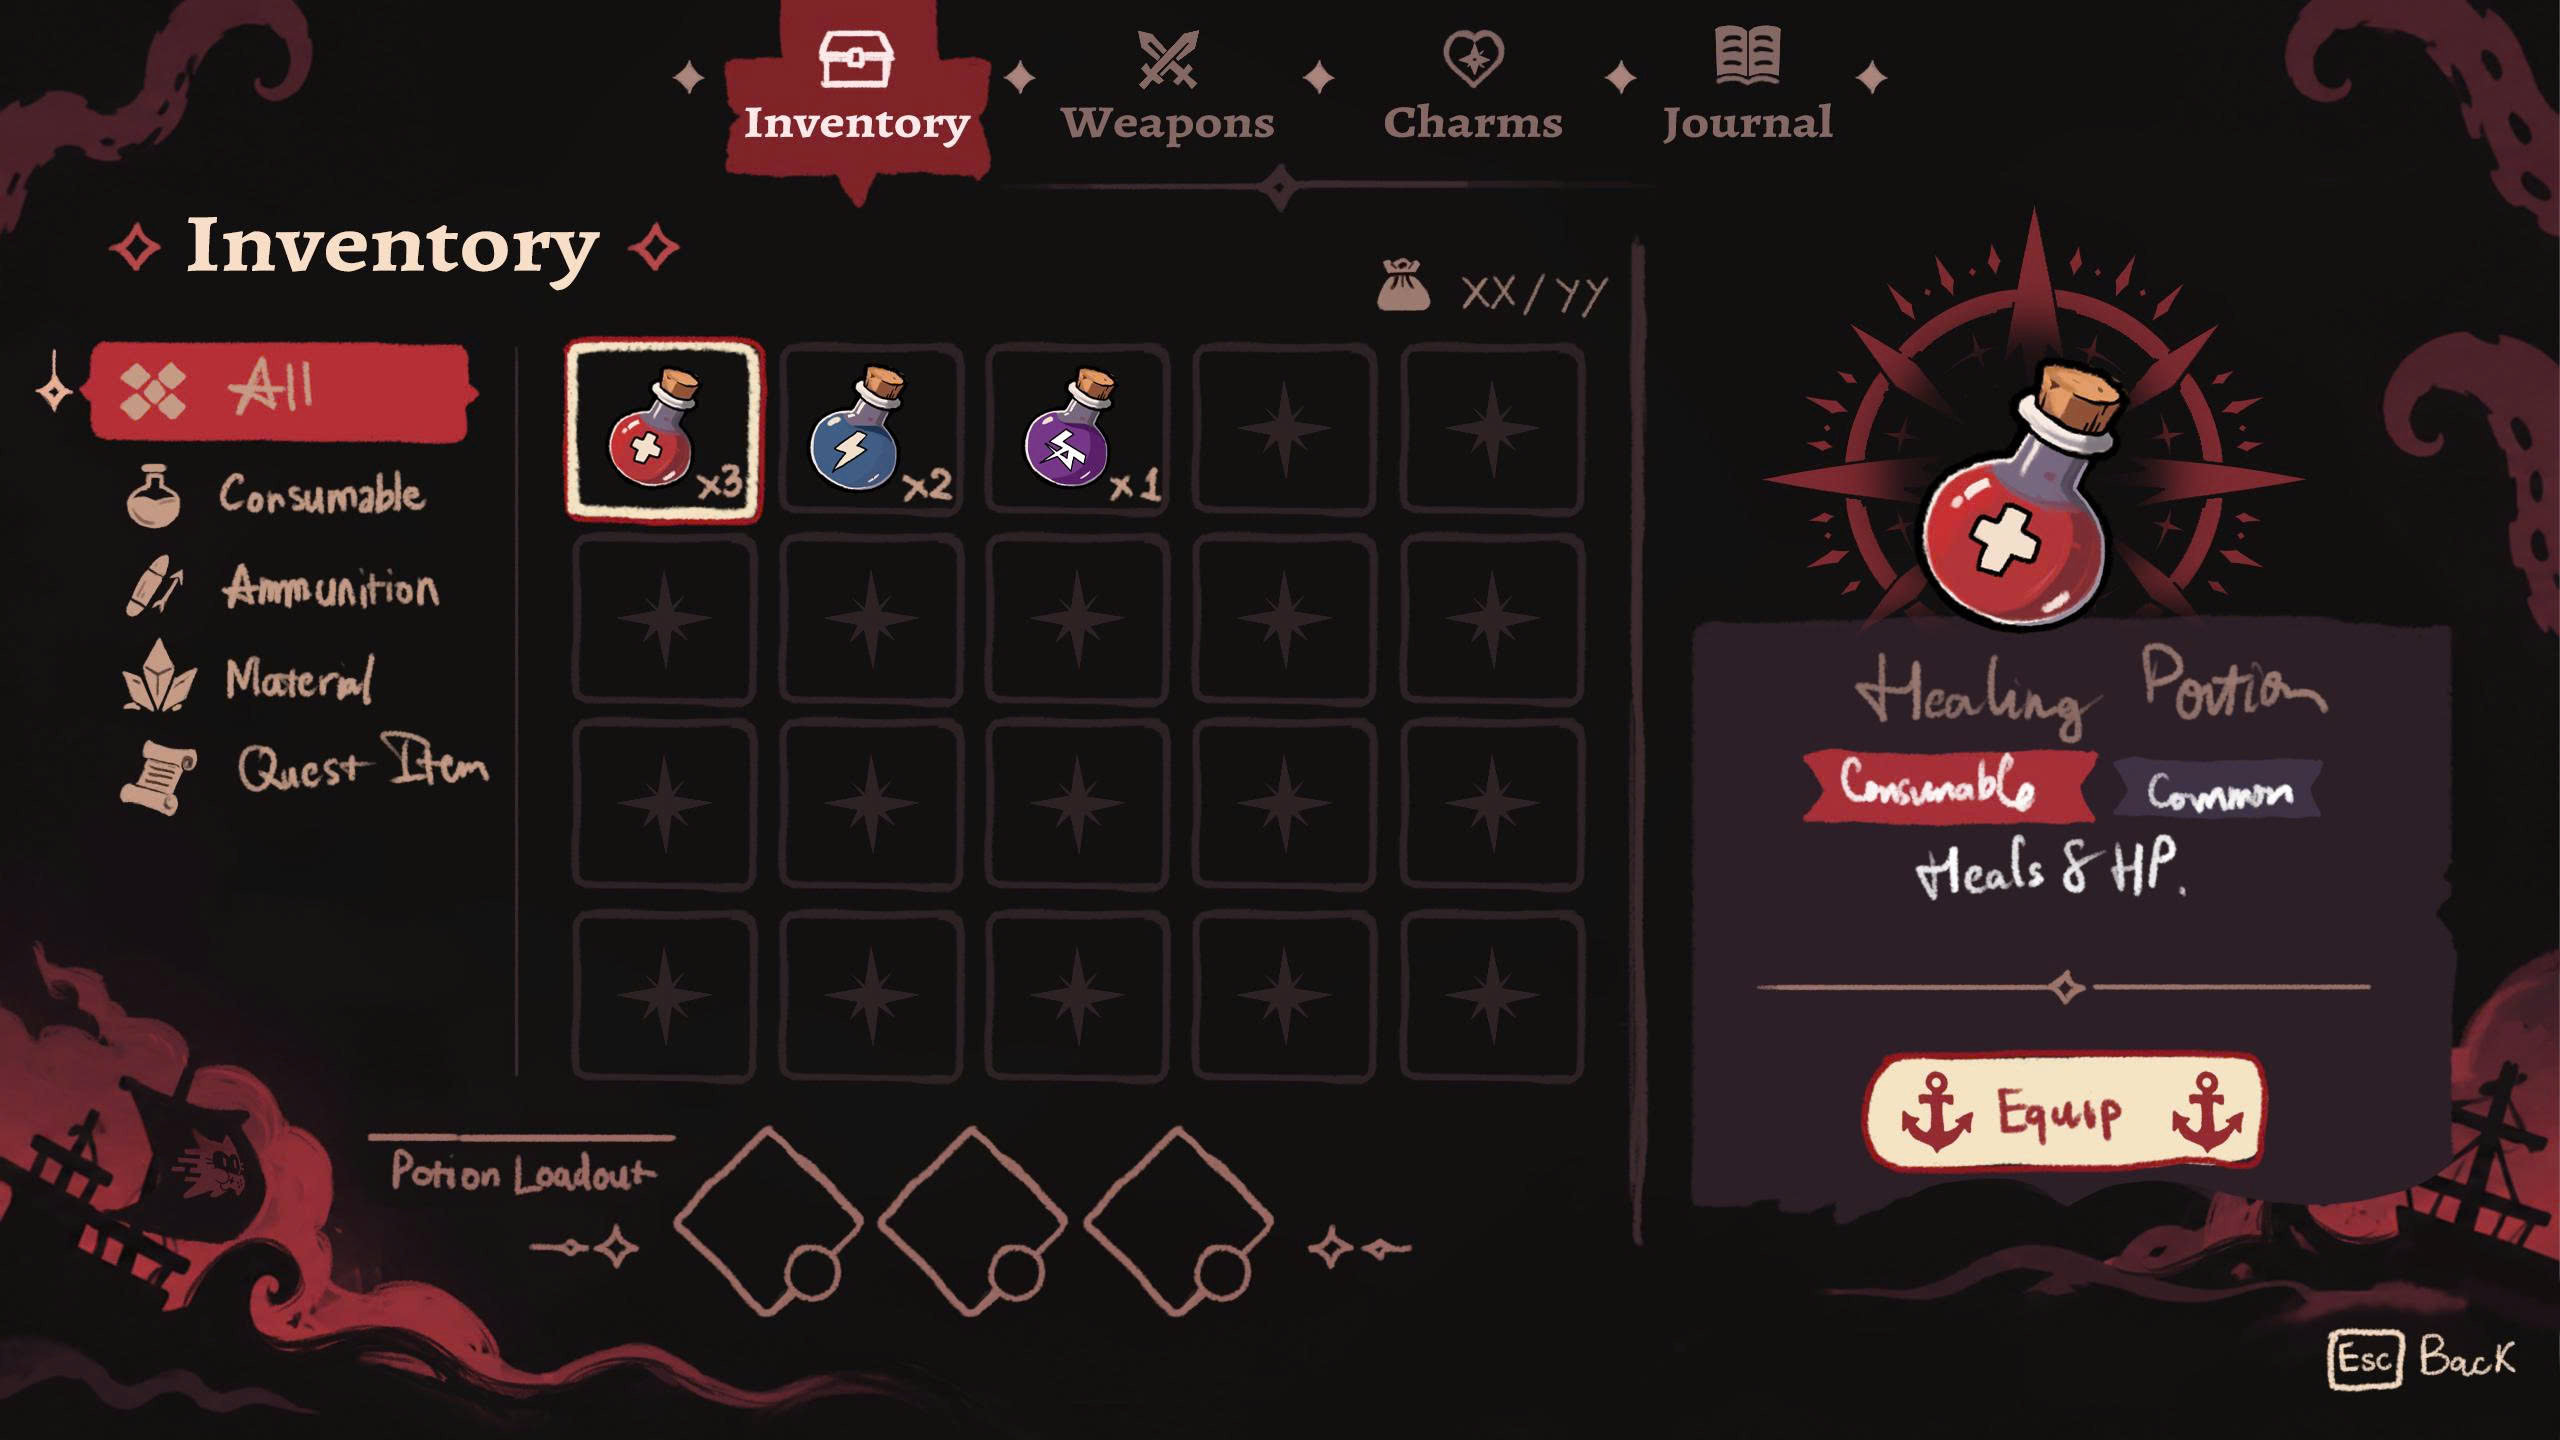 Inventory
Weapons
Charms
Journal
Inventory
XX/YY
All
Consumable
Ammunition
Material
Quest Item
x3
x2
x1
Healing Portion
Consumable
Common
Heals 8 HP.
Equip
Potion Loadout
Esc Back